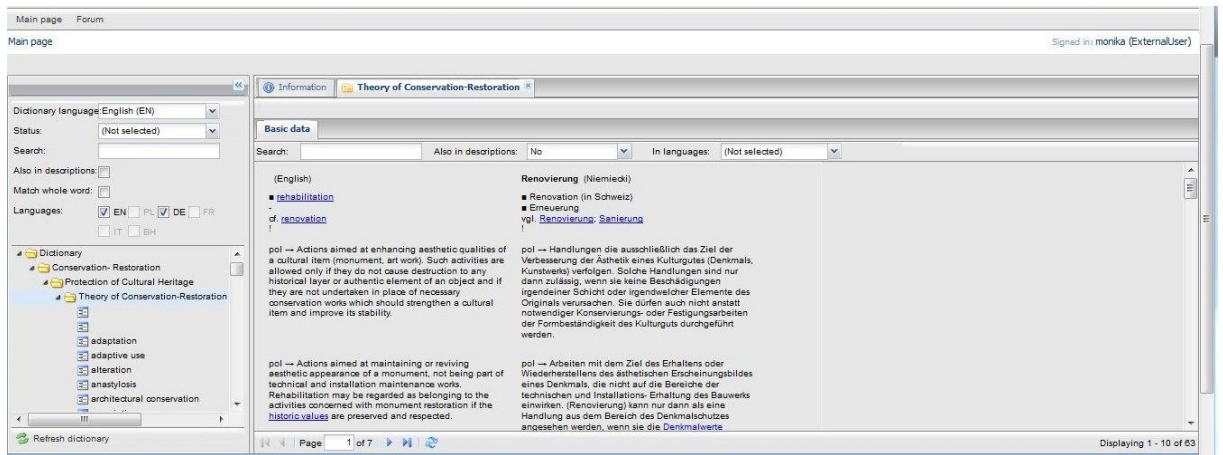 Main page Forum
Main page Signed in: monika (ExternalUser)
Information Theory of Conservation-Restoration
Dictionary language: English (EN)
Status: (Not selected)
Search:
Also in descriptions:
Match whole word:
Languages: EN PL DE FR
IT BH
Dictionary
Conservation- Restoration
Protection of Cultural Heritage
Theory of Conservation-Restoration
adaptation
adaptive use
alteration
anastylosis
architectural conservation
Refresh dictionary
Basic data
Search: Also in descriptions: No In languages: (Not selected)
(English)
■ rehabilitation
-
cf. renovation
!
pol → Actions aimed at enhancing aesthetic qualities of
a cultural item (monument, art work). Such activities are
allowed only if they do not cause destruction to any
historical layer or authentic element of an object and if
they are not undertaken in place of necessary
conservation works which should strengthen a cultural
item and improve its stability.
pol → Actions aimed at maintaining or reviving
aesthetic appearance of a monument, not being part of
technical and installation maintenance works.
Rehabilitation may be regarded as belonging to the
activities concerned with monument restoration if the
historic values are preserved and respected.
Renovierung (Niemiecki)
■ Renovation (in Schweiz)
■ Erneuerung
vgl. Renovierung; Sanierung
!
pol → Handlungen die ausschließlich das Ziel der
Verbesserung der Ästhetik eines Kulturgutes (Denkmals,
Kunstwerks) verfolgen. Solche Handlungen sind nur
dann zulässig, wenn sie keine Beschädigungen
irgendeiner Schicht oder irgendwelcher Elemente des
Originals verursachen. Sie dürfen auch nicht anstatt
notwendiger Konservierungs- oder Festigungsarbeiten
der Formbeständigkeit des Kulturguts durchgeführt
werden.
pol → Arbeiten mit dem Ziel des Erhaltens oder
Wiederherstellens des ästhetischen Erscheinungsbildes
eines Denkmals, die nicht auf die Bereiche der
technischen und Installations- Erhaltung des Bauwerks
einwirken. (Renovierung) kann nur dann als eine
Handlung aus dem Bereich des Denkmalschutzes
angesehen werden, wenn sie die Denkmalwerte
Page 1 of 7 Displaying 1 - 10 of 63